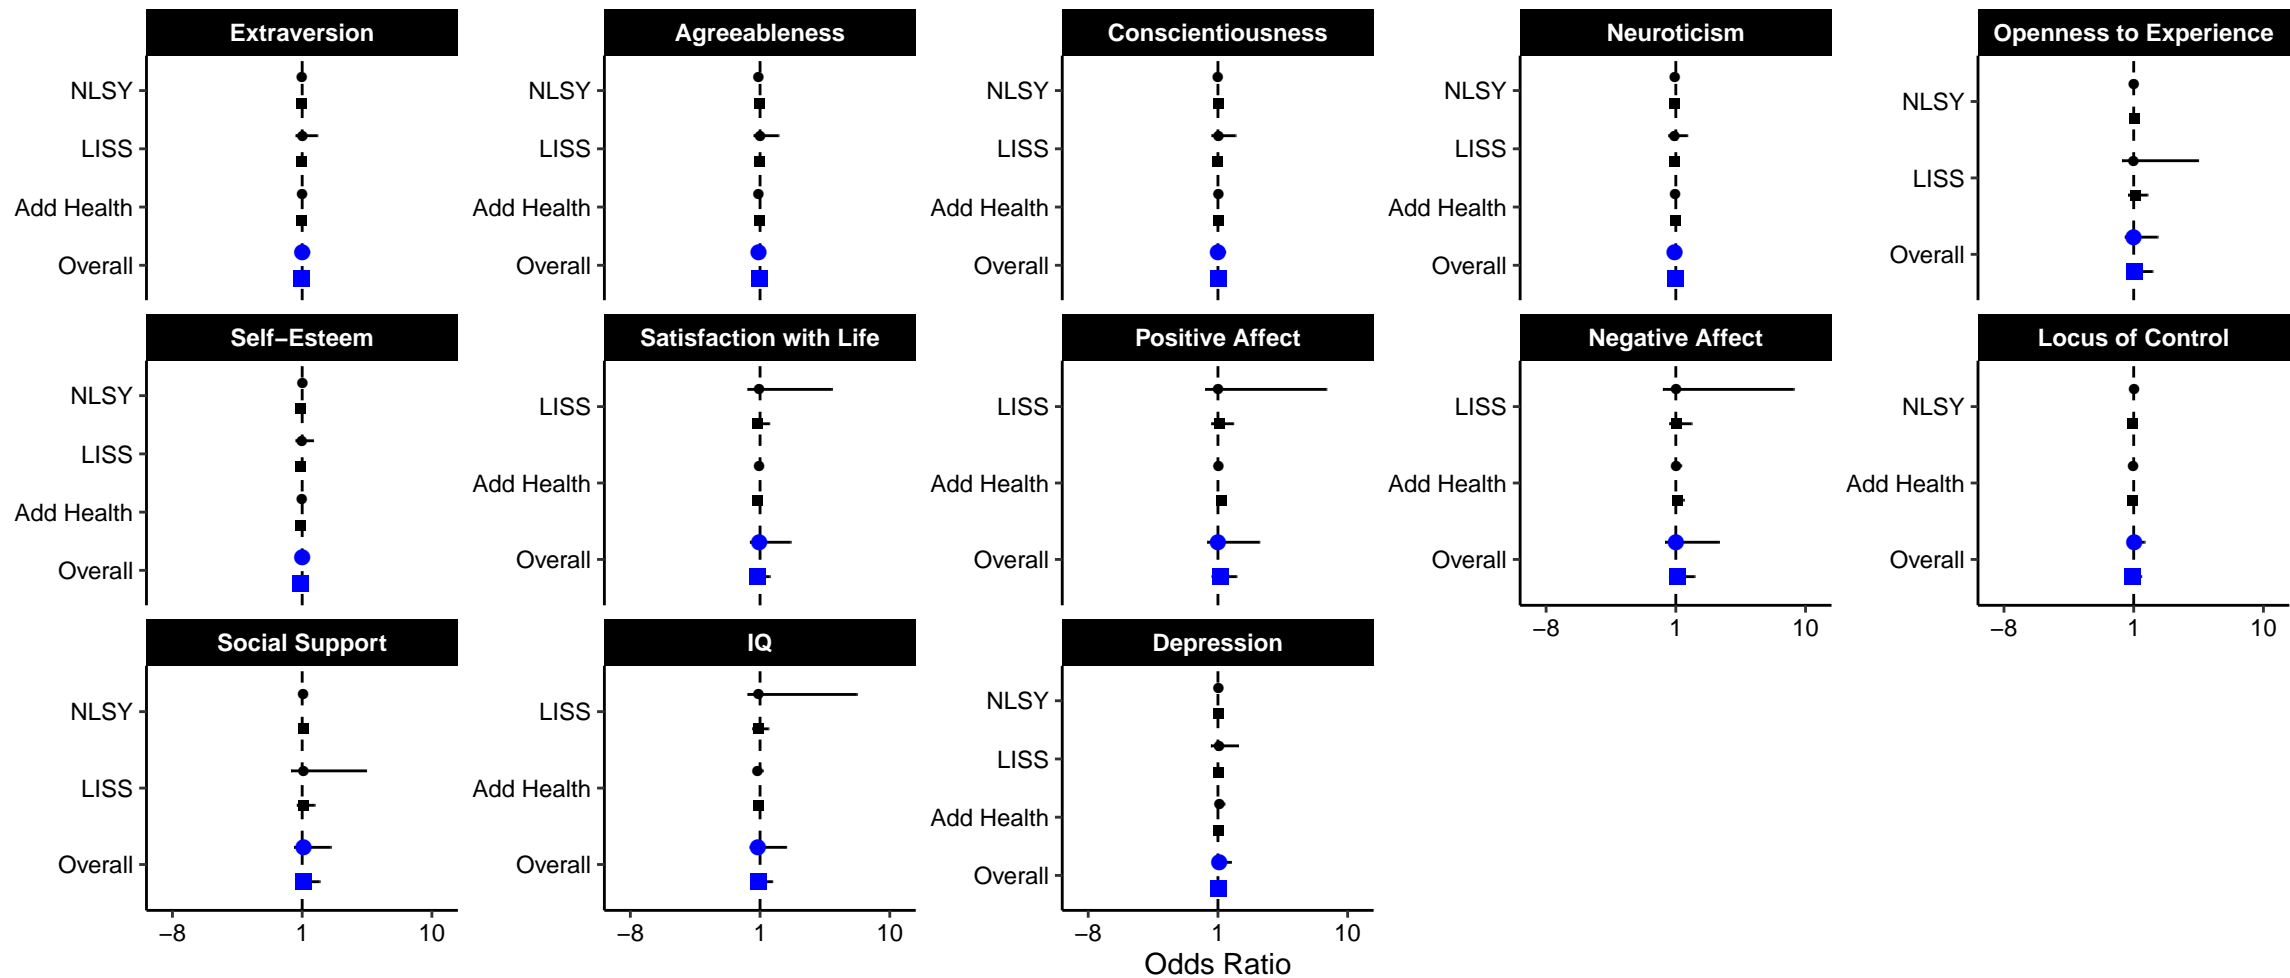 Extraversion
NLSY
LISS
Add Health
Overall
Agreeableness
NLSY
LISS
Add Health
Overall
Conscientiousness
NLSY
LISS
Add Health
Overall
Neuroticism
NLSY
LISS
Add Health
Overall
Openness to Experience
NLSY
LISS
Overall
Self−Esteem
NLSY
LISS
Add Health
Overall
Satisfaction with Life
LISS
Add Health
Overall
Positive Affect
LISS
Add Health
Overall
Negative Affect
LISS
Add Health
Overall
−8 1 10
Locus of Control
NLSY
Add Health
Overall
−8 1 10
Social Support
NLSY
LISS
Overall
−8 1 10
IQ
LISS
Add Health
Overall
−8 1 10
Depression
NLSY
LISS
Add Health
Overall
−8 1 10
Odds Ratio